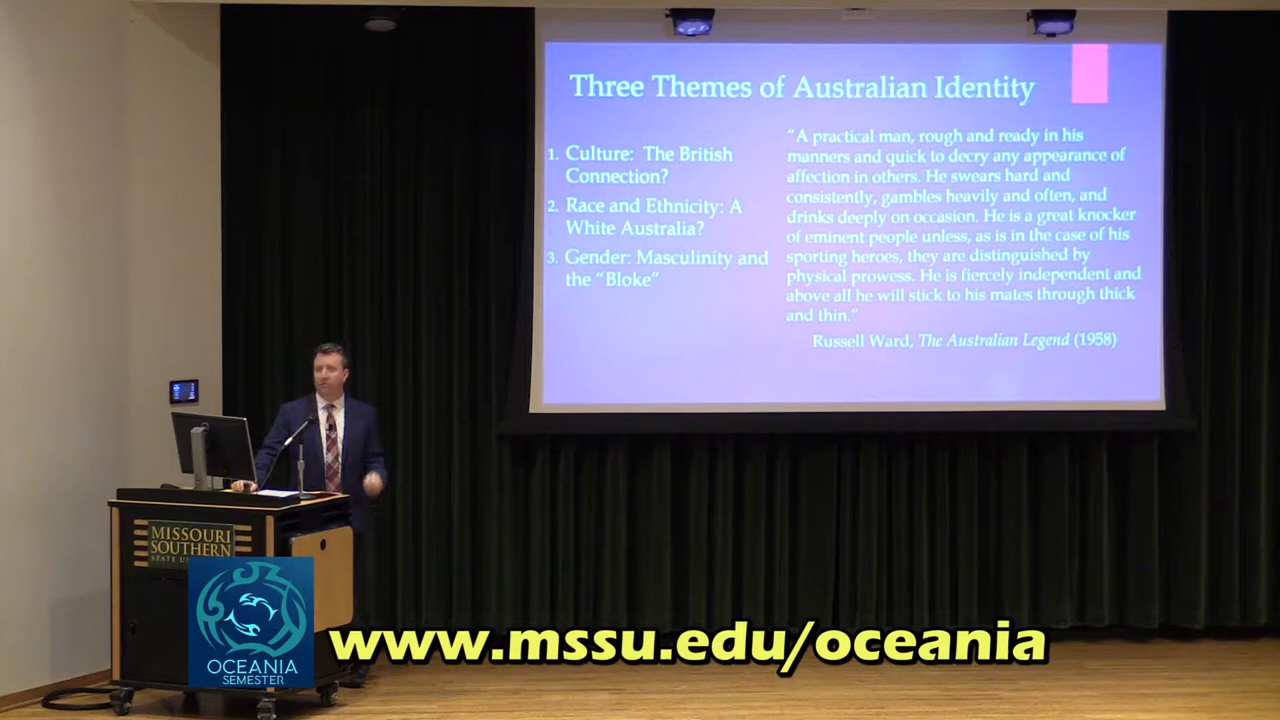 Three Themes of Australian Identity
1. Culture: The British
Connection?
2. Race and Ethnicity: A
White Australia?
3. Gender: Masculinity and
the “Bloke”
“A practical man, rough and ready in his
manners and quick to decry any appearance of
affection in others. He swears hard and
consistently, gambles heavily and often, and
drinks deeply on occasion. He is a great knocker
of eminent people unless, as is in the case of his
sporting heroes, they are distinguished by
physical prowess. He is fiercely independent and
above all he will stick to his mates through thick
and thin.”
Russell Ward, The Australian Legend (1958)
MISSOURI
SOUTHERN
STATE
OCEANIA
SEMESTER
www.mssu.edu/oceania